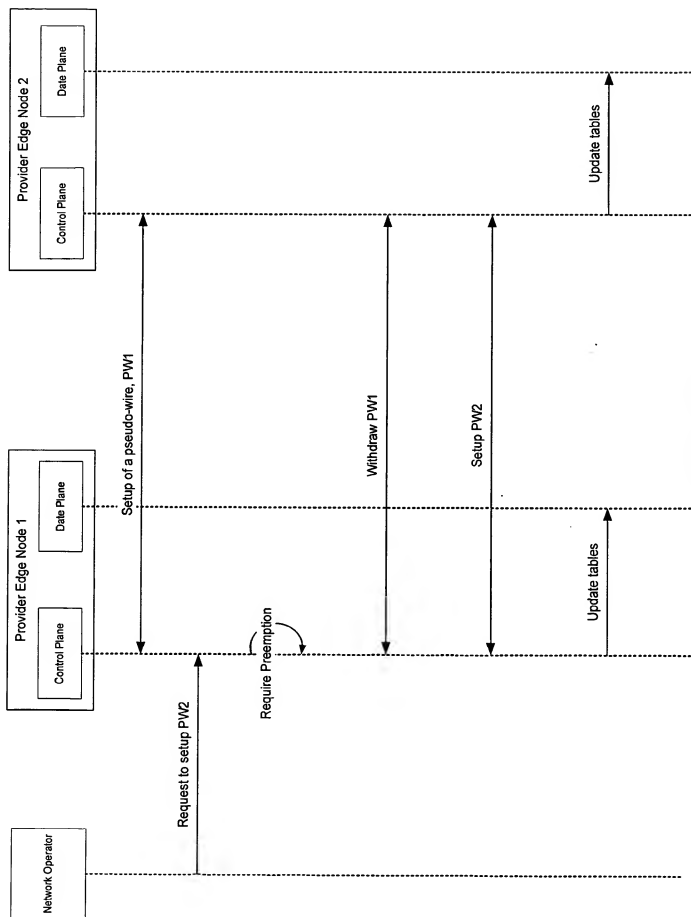 Network Operator
Provider Edge Node 1
Control Plane
Date Plane
Provider Edge Node 2
Control Plane
Date Plane
Setup of a pseudo-wire, PW1
Request to setup PW2
Require Preemption
Withdraw PW1
Setup PW2
Update tables
Update tables